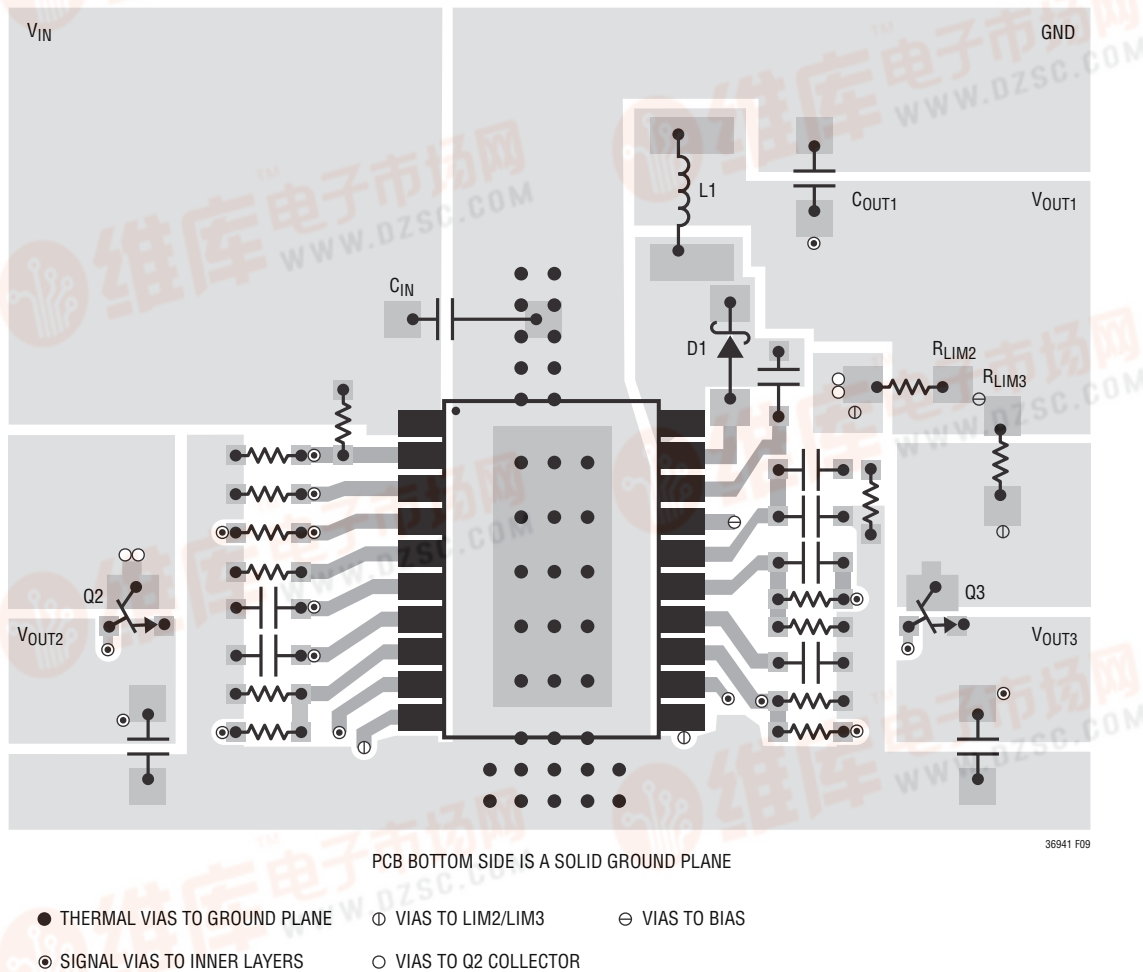 维库电子市场网™
WWW.DZSC.COM
VIN
GND
L1
COUT1
VOUT1
CIN
D1
RLIM2
RLIM3
Q2
Q3
VOUT2
VOUT3
36941 F09
PCB BOTTOM SIDE IS A SOLID GROUND PLANE
THERMAL VIAS TO GROUND PLANE
VIAS TO LIM2/LIM3
VIAS TO BIAS
SIGNAL VIAS TO INNER LAYERS
VIAS TO Q2 COLLECTOR